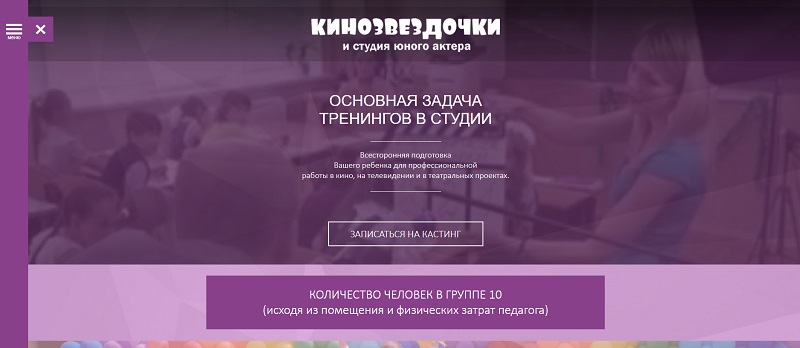 КИНОЗВЕЗДОЧКИ
и студия юного актера
меню
ОСНОВНАЯ ЗАДАЧА
ТРЕНИНГОВ В СТУДИИ
Всесторонняя подготовка
Вашего ребенка для профессиональной
работы в кино, на телевидении и в театральных проектах.
ЗАПИСАТЬСЯ НА КАСТИНГ
КОЛИЧЕСТВО ЧЕЛОВЕК В ГРУППЕ 10
(исходя из помещения и физических затрат педагога)